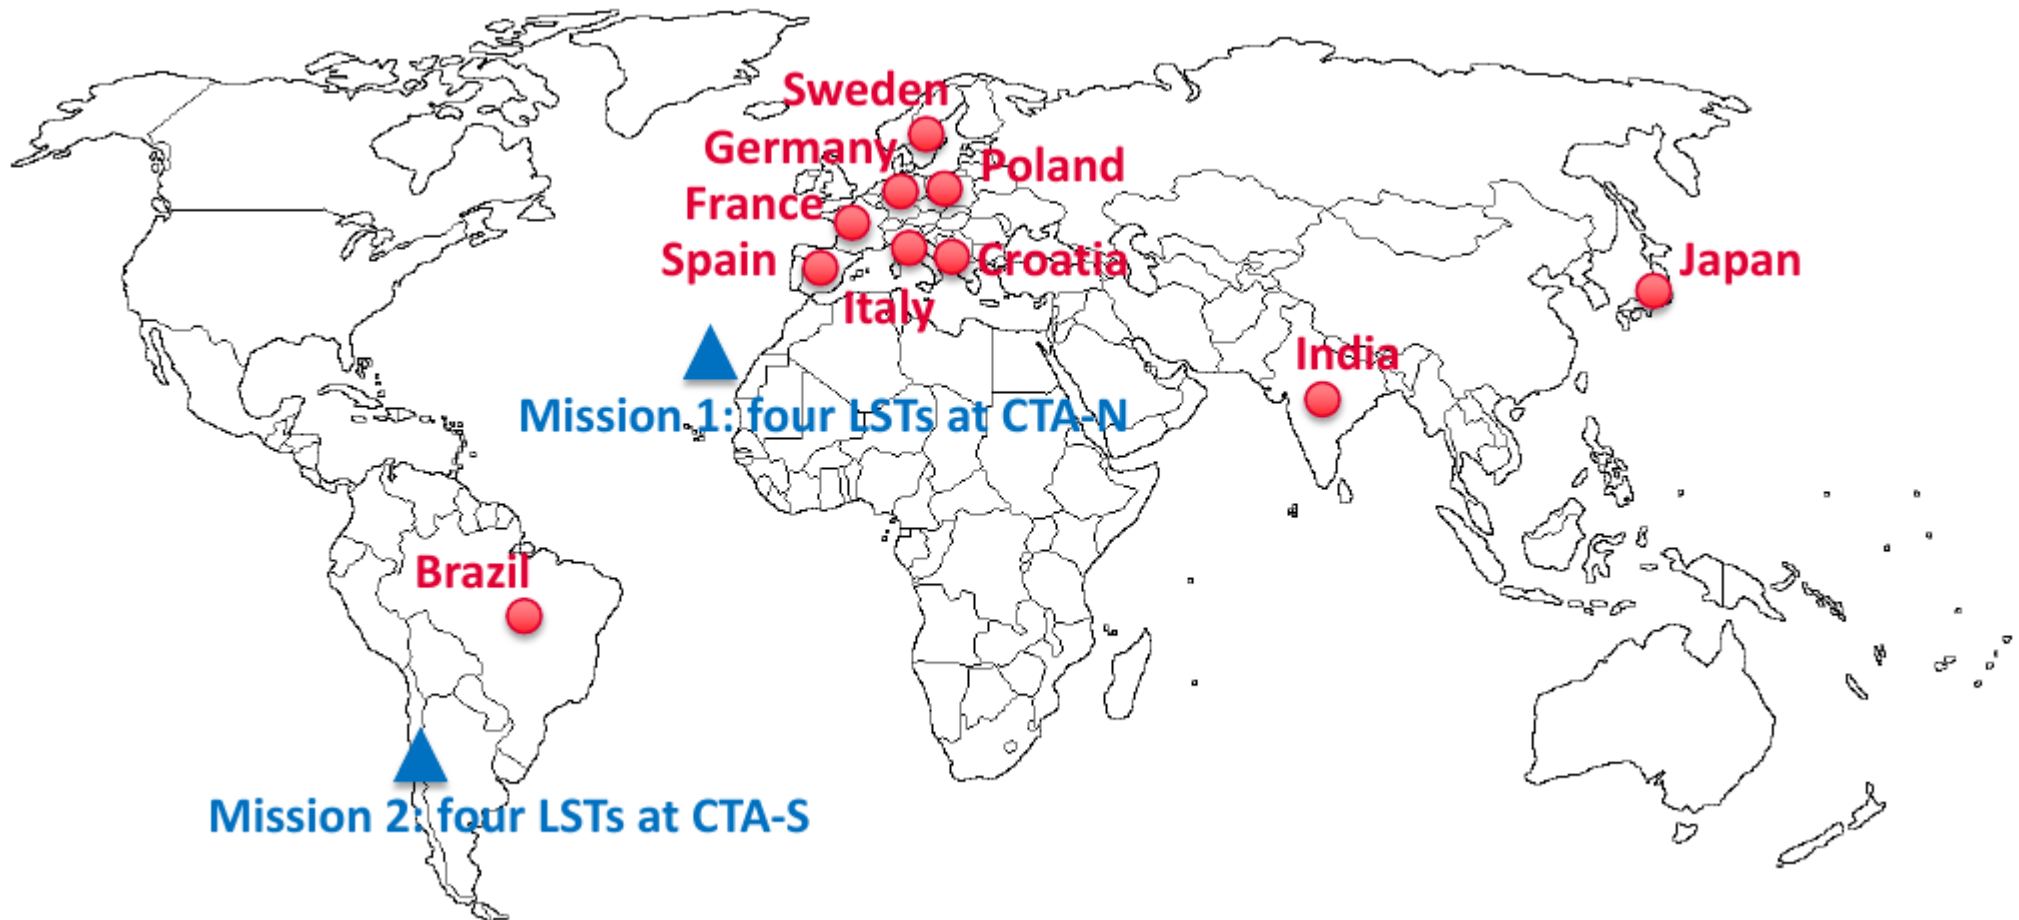 Sweden
Germany
Poland
France
Spain
Croatia
Japan
Italy
India
Mission 1: four LSTs at CTA-N
Brazil
Mission 2: four LSTs at CTA-S